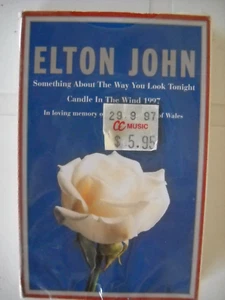 ELTON JOHN
Something About The Way You Look Tonight
Candle In The Wind 1997
In loving memory of Wales
29 9 97
MUSIC
$ 5.95